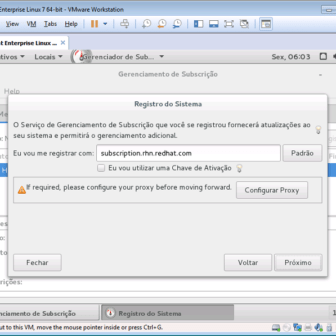 Enterprise Linux 7 64-bit - VMware Workstation
View VM Tabs Help
t Enterprise Linux ...
Locais Gerenciador de Sub... Sex, 06:03
Gerenciamento de Subscrição
Help
Registro do Sistema
O Serviço de Gerenciamento de Subscrição que você se registrou fornecerá atualizações ao
seu sistema e permitirá o gerenciamento adicional.
Eu vou me registrar com: subscription.rhn.redhat.com Padrão
Eu vou utilizar uma Chave de Ativação
If required, please configure your proxy before moving forward. Configurar Proxy
Fechar Voltar Próximo
nciamento de Subscrição Registro do Sistema
ut to this VM, move the mouse pointer inside or press Ctrl+G.